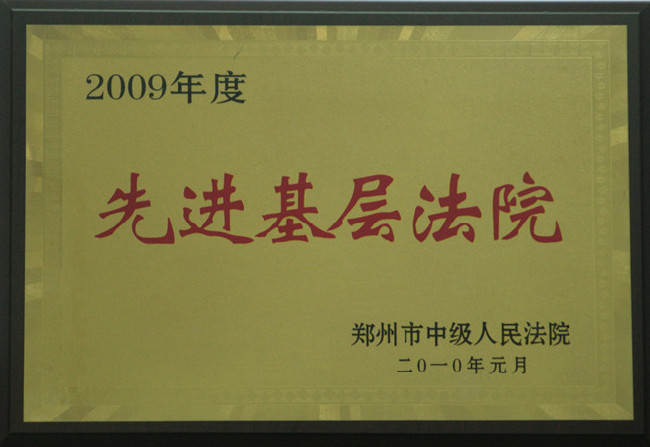 2009年度
先进基层法院
郑州市中级人民法院
二0一0年元月